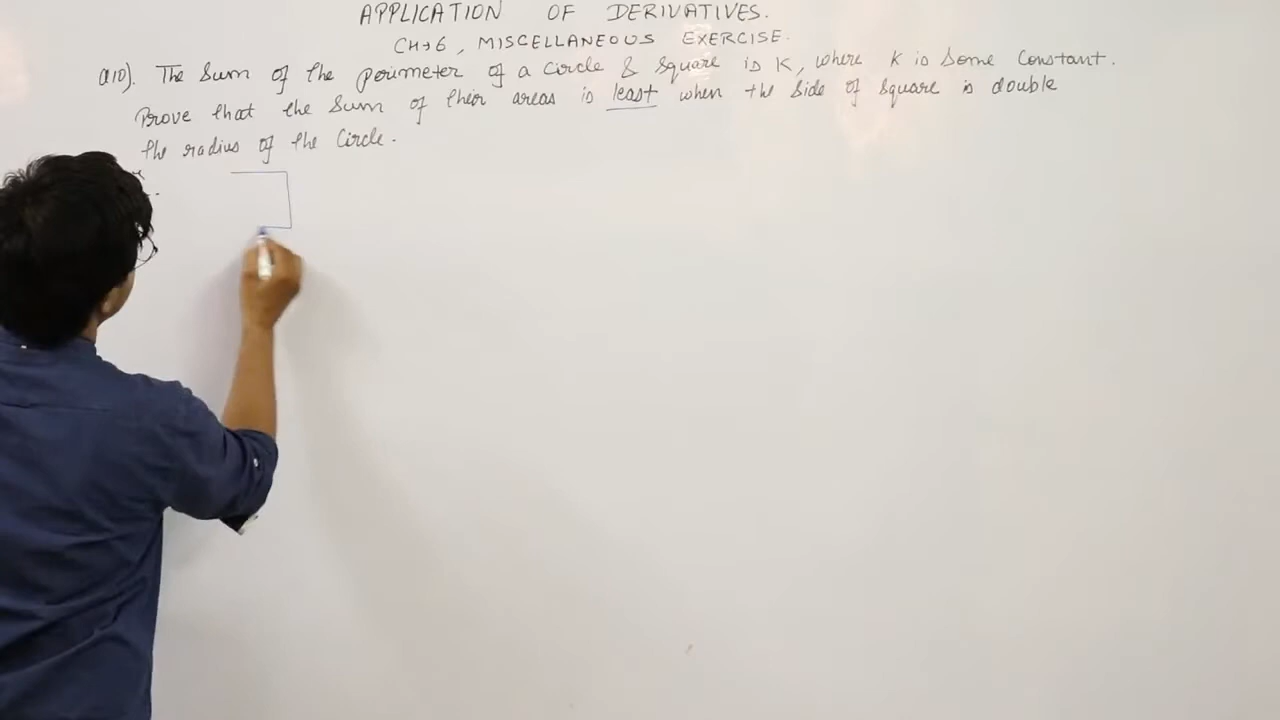 APPLICATION OF DERIVATIVES.
CH→6, MISCELLANEOUS EXERCISE.
Q10). The Sum of the perimeter of a Circle & Square is K, where K is Some Constant.
Prove that the Sum of their areas is least when the Side of Square is double
the radius of the Circle.